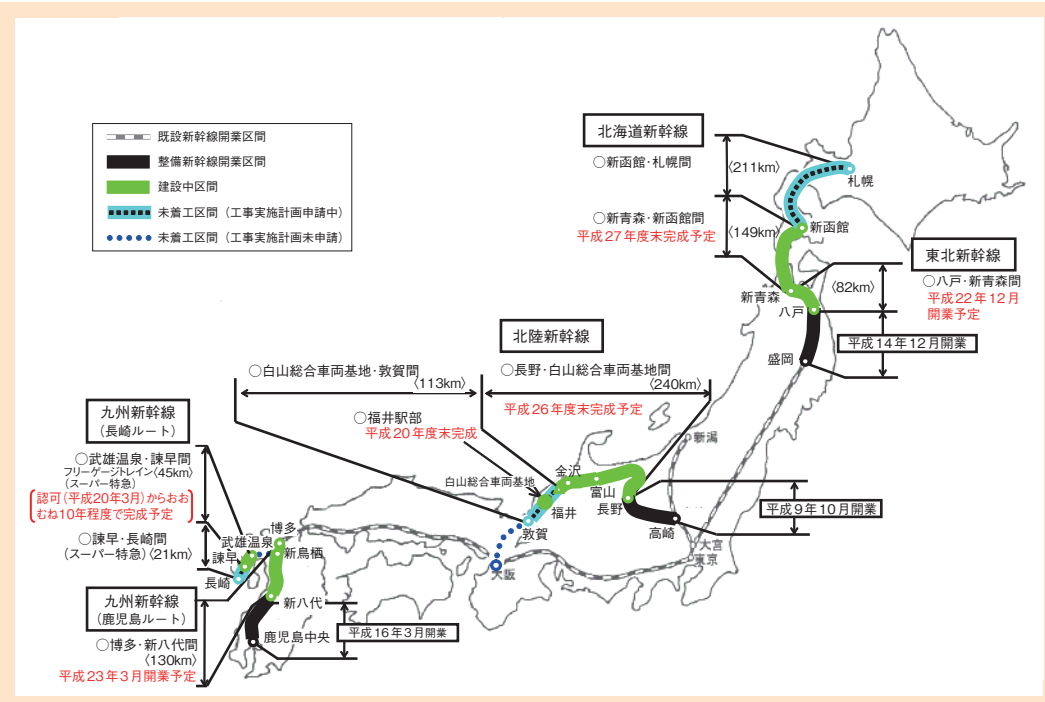 既設新幹線開業区間
整備新幹線開業区間
建設中区間
未着工区間（工事実施計画申請中）
未着工区間（工事実施計画未申請）
北海道新幹線
○新函館・札幌間
〈211km〉
札幌
○新青森・新函館間
平成27年度末完成予定
〈149km〉
新函館
東北新幹線
○八戸・新青森間
平成22年12月
開業予定
〈82km〉
新青森
八戸
平成14年12月開業
盛岡
北陸新幹線
○白山総合車両基地・敦賀間
〈113km〉
○長野・白山総合車両基地間
〈240km〉
平成26年度末完成予定
○福井駅部
平成20年度末完成
白山総合車両基地
金沢
富山
長野
福井
敦賀
新潟
高崎
平成9年10月開業
大宮
東京
大阪
九州新幹線
（長崎ルート）
○武雄温泉・諫早間
フリーゲージトレイン〈45km〉
（スーパー特急）
認可（平成20年3月）からおお
むね10年程度で完成予定
○諫早・長崎間
（スーパー特急）〈21km〉
博多
武雄温泉
新鳥栖
諫早
長崎
九州新幹線
（鹿児島ルート）
新八代
鹿児島中央
平成16年3月開業
○博多・新八代間
〈130km〉
平成23年3月開業予定